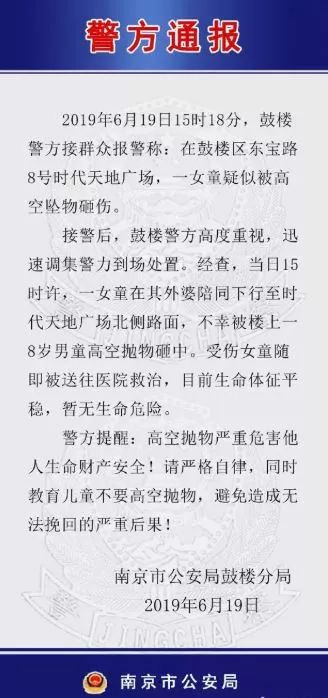 警方通报
2019年6月19日15时18分，鼓楼
警方接群众报警称：在鼓楼区东宝路
8号时代天地广场，一女童疑似被高
空坠物砸伤。
接警后，鼓楼警方高度重视，迅
速调集警力到场处置。经查，当日15
时许，一女童在其外婆陪同下行至时
代天地广场北侧路面，不幸被楼上一
8岁男童高空抛物砸中。受伤女童随
即被送往医院救治，目前生命体征平
稳，暂无生命危险。
警方提醒：高空抛物严重危害他
人生命财产安全！请严格自律，同时
教育儿童不要高空抛物，避免造成无
法挽回的严重后果！
南京市公安局鼓楼分局
2019年6月19日
警 察
JINGCHA
南京市公安局